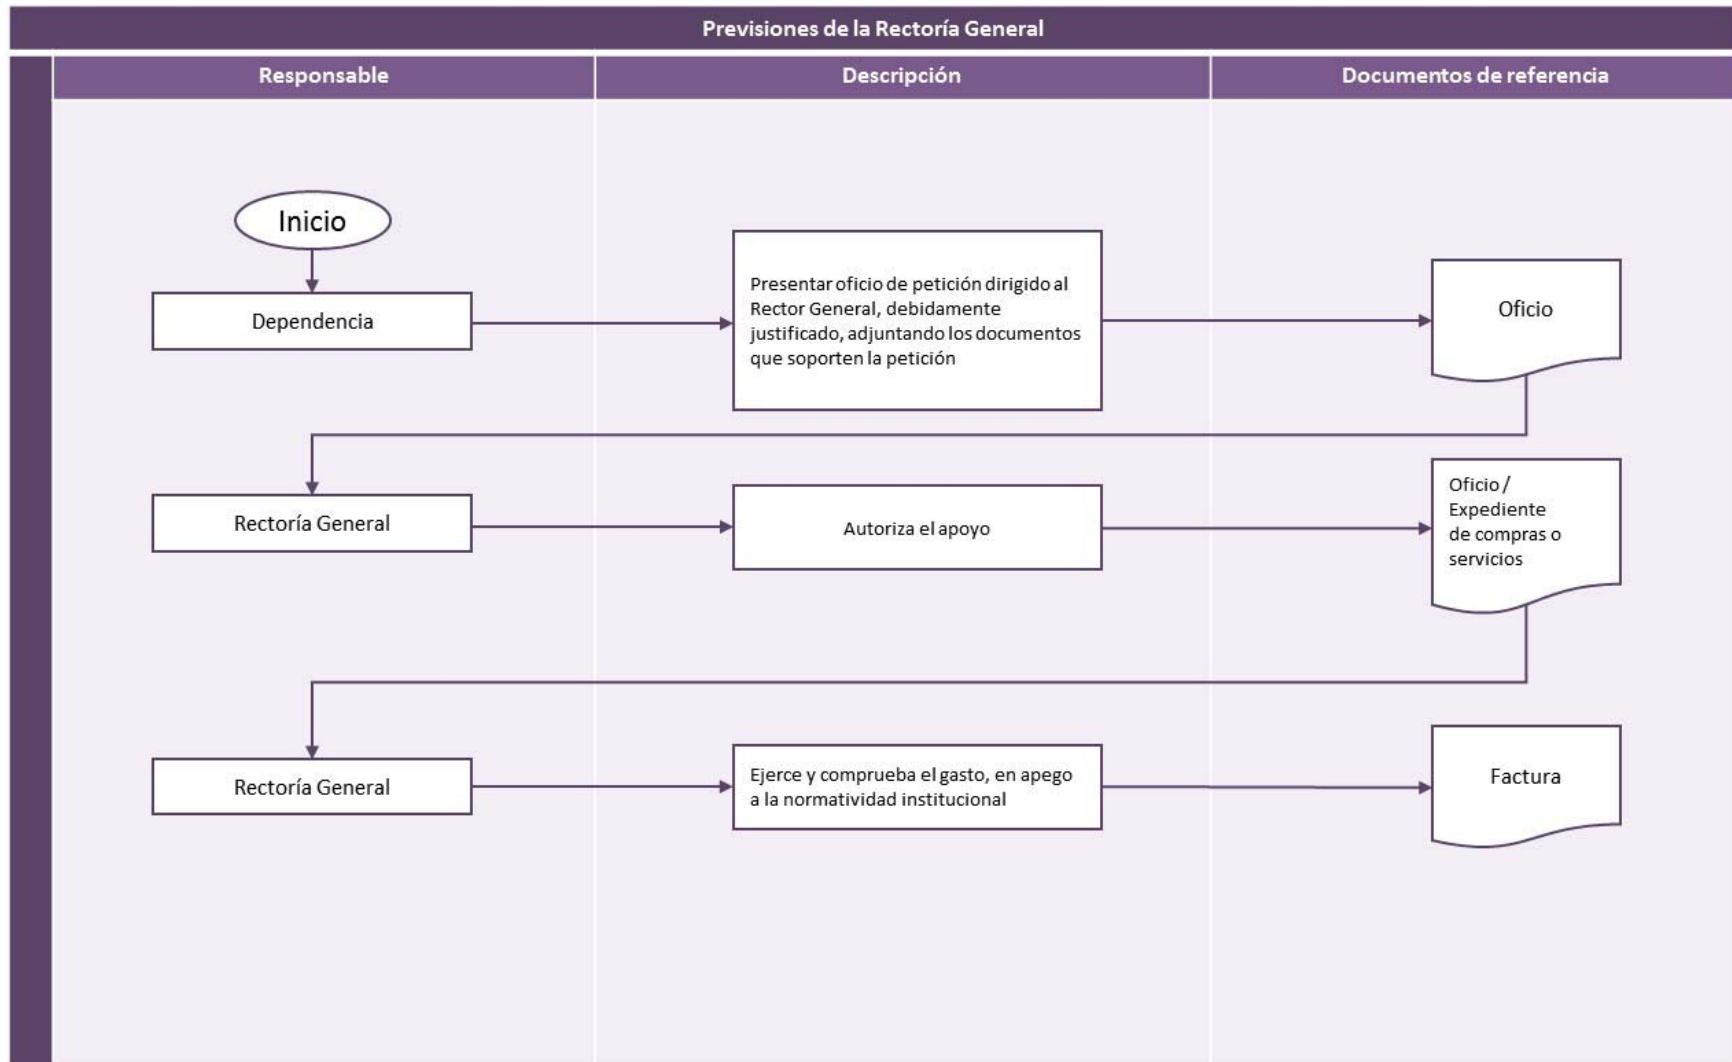 Previsiones de la Rectoría General
Responsable
Descripción
Documentos de referencia
Inicio
Dependencia
Presentar oficio de petición dirigido al
Rector General, debidamente
justificado, adjuntando los documentos
que soporten la petición
Oficio
Rectoría General
Autoriza el apoyo
Oficio /
Expediente
de compras o
servicios
Rectoría General
Ejerce y comprueba el gasto, en apego
a la normatividad institucional
Factura